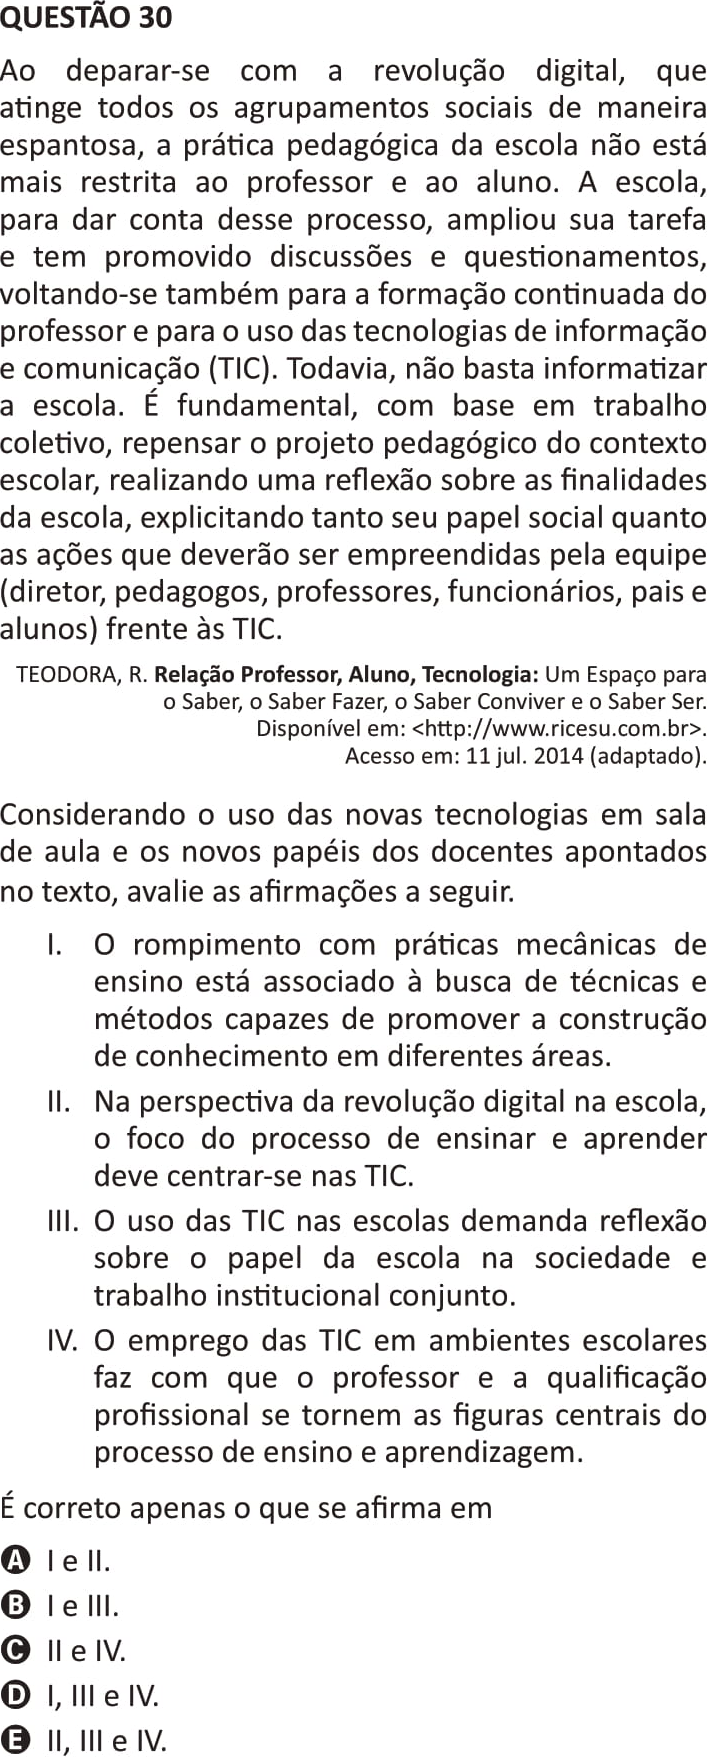 QUESTÃO 30
Ao deparar-se com a revolução digital, que
atinge todos os agrupamentos sociais de maneira
espantosa, a prática pedagógica da escola não está
mais restrita ao professor e ao aluno. A escola,
para dar conta desse processo, ampliou sua tarefa
e tem promovido discussões e questionamentos,
voltando-se também para a formação continuada do
professor e para o uso das tecnologias de informação
e comunicação (TIC). Todavia, não basta informatizar
a escola. É fundamental, com base em trabalho
coletivo, repensar o projeto pedagógico do contexto
escolar, realizando uma reflexão sobre as finalidades
da escola, explicitando tanto seu papel social quanto
as ações que deverão ser empreendidas pela equipe
(diretor, pedagogos, professores, funcionários, pais e
alunos) frente às TIC.
TEODORA, R. Relação Professor, Aluno, Tecnologia: Um Espaço para
o Saber, o Saber Fazer, o Saber Conviver e o Saber Ser.
Disponível em: <http://www.ricesu.com.br>.
Acesso em: 11 jul. 2014 (adaptado).
Considerando o uso das novas tecnologias em sala
de aula e os novos papéis dos docentes apontados
no texto, avalie as afirmações a seguir.
I. O rompimento com práticas mecânicas de
ensino está associado à busca de técnicas e
métodos capazes de promover a construção
de conhecimento em diferentes áreas.
II. Na perspectiva da revolução digital na escola,
o foco do processo de ensinar e aprender
deve centrar-se nas TIC.
III. O uso das TIC nas escolas demanda reflexão
sobre o papel da escola na sociedade e
trabalho institucional conjunto.
IV. O emprego das TIC em ambientes escolares
faz com que o professor e a qualificação
profissional se tornem as figuras centrais do
processo de ensino e aprendizagem.
É correto apenas o que se afirma em
A I e II.
B I e III.
C II e IV.
D I, III e IV.
E II, III e IV.